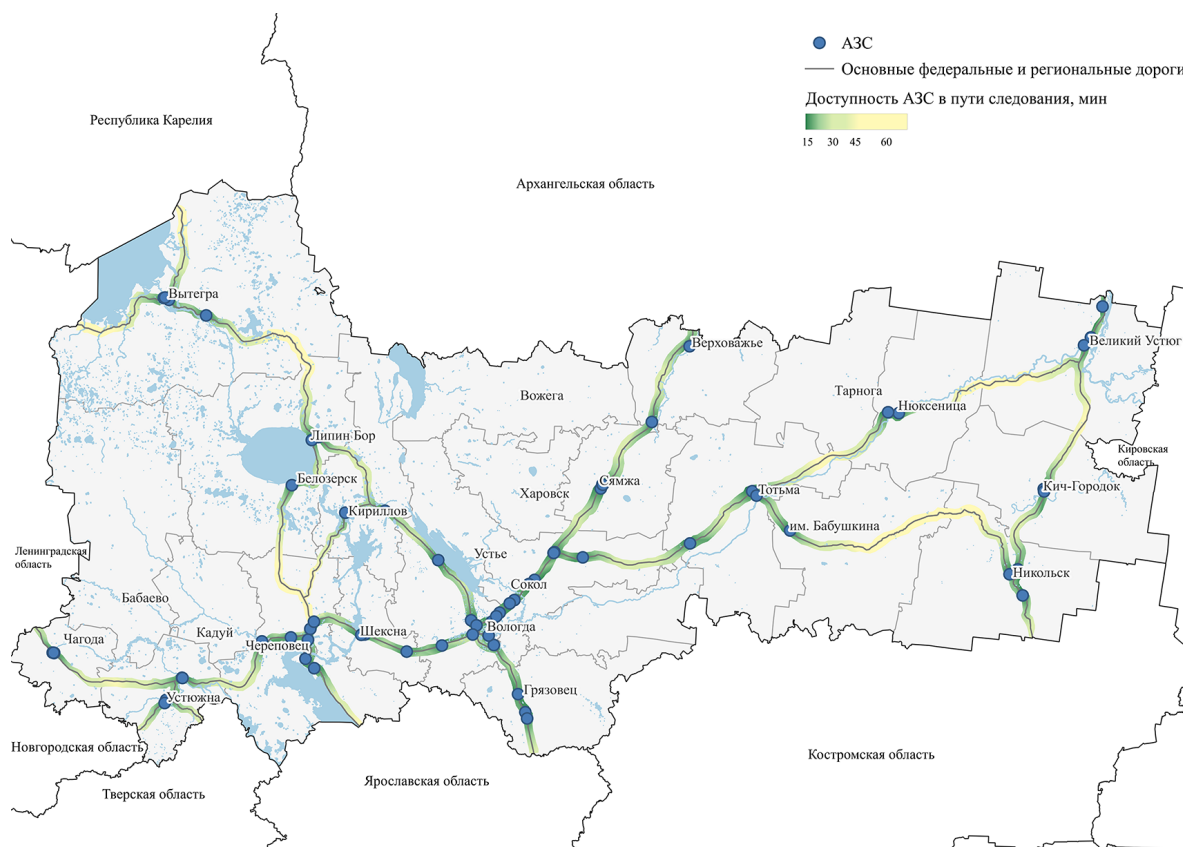 АЗС
Основные федеральные и региональные дороги
Доступность АЗС в пути следования, мин
15 30 45 60
Республика Карелия
Архангельская область
Вытегра
Верховажье
Великий Устюг
Вожега
Тарнога
Нюксеница
Липин Бор
Кировская
область
Белозерск
Харовск
Сямжа
Тотьма
Кич-Городок
Кириллов
им. Бабушкина
Ленинградская
область
Устье
Сокол
Никольск
Бабаево
Кадуй
Шексна
Вологда
Чагода
Череповец
Устюжна
Грязовец
Новгородская область
Костромская область
Ярославская область
Тверская область